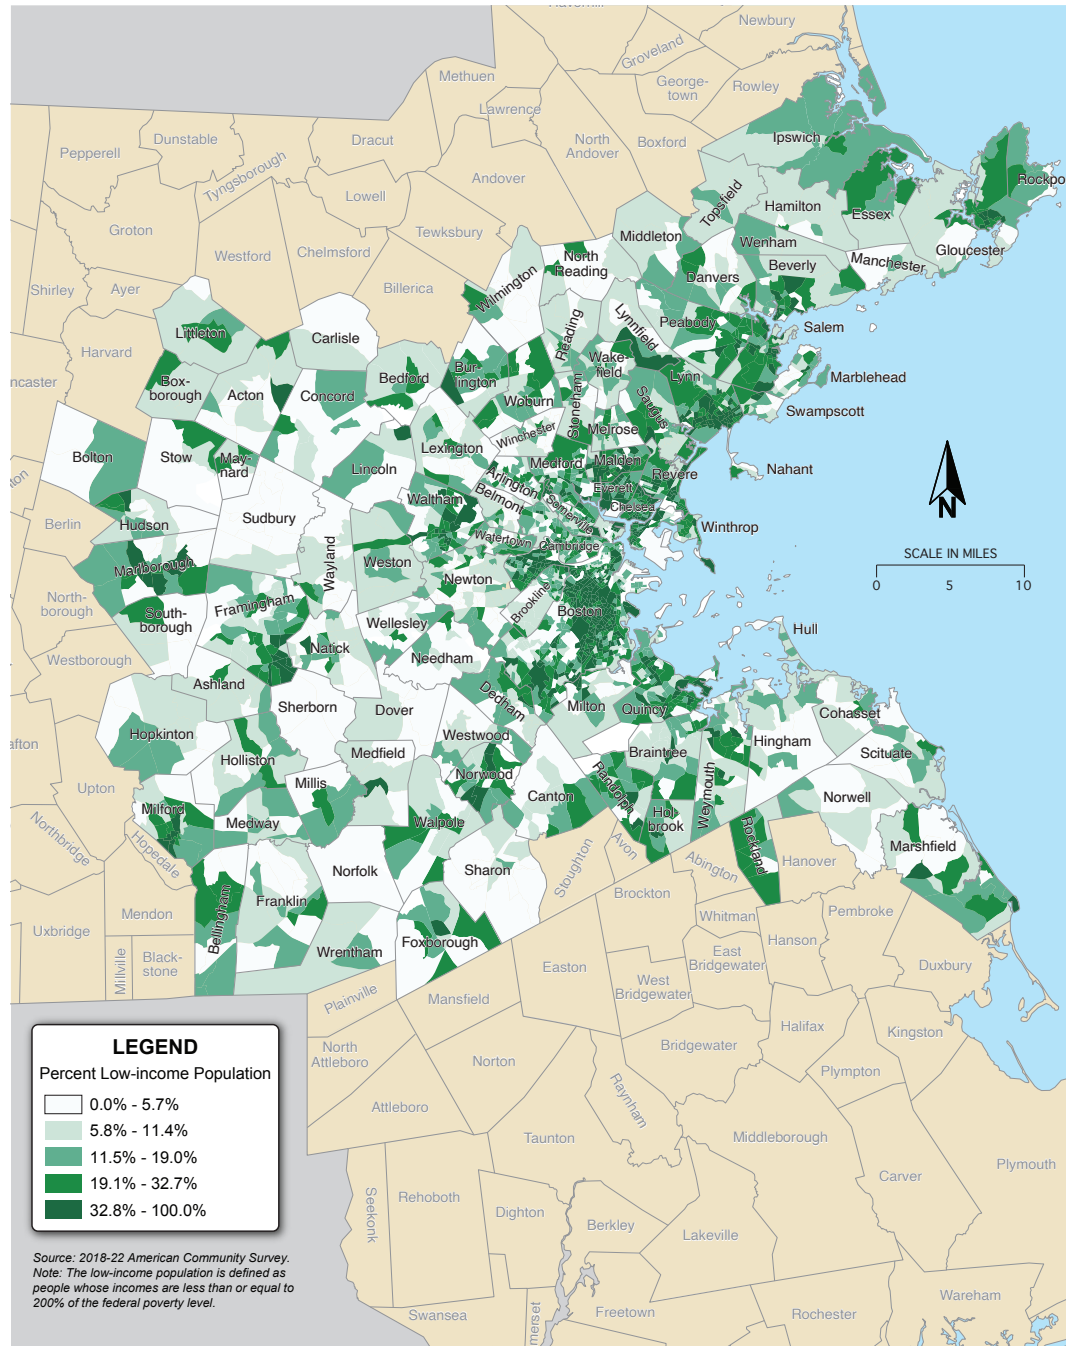 Newbury
Groveland
Methuen
George-
town
Rowley
Lawrence
Dunstable
Dracut
North
Andover
Boxford
Ipswich
Pepperell
Tyngsborough
Andover
Rockpo
Lowell
Topsfield
Hamilton
Essex
Groton
Tewksbury
Middleton
Wenham
Gloucester
Westford
Chelmsford
North
Reading
Beverly
Manchester
Shirley
Ayer
Billerica
Wilmington
Danvers
Littleton
Carlisle
Reading
Lynnfield
Peabody
Salem
Harvard
Wake-
field
Bur-
lington
Bedford
Lynn
Marblehead
ncaster
Box-
borough
Acton
Concord
Woburn
Stoneham
Saugus
Swampscott
Winchester
Melrose
Lexington
Bolton
Stow
May-
nard
Lincoln
Medford
Malden
Revere
Nahant
ton
Arlington
Everett
Waltham
Belmont
Somerville
Chelsea
Berlin
Hudson
Sudbury
Winthrop
N
Watertown
Cambridge
SCALE IN MILES
0
5
10
Marlborough
Wayland
Weston
Newton
North-
borough
Framingham
Brookline
Boston
South-
borough
Wellesley
Hull
Westborough
Natick
Needham
Ashland
Dedham
Milton
Quincy
Sherborn
Dover
Cohasset
Hopkinton
Westwood
Hingham
Braintree
Scituate
afton
Holliston
Medfield
Norwood
Upton
Millis
Canton
Randolph
Weymouth
Norwell
Milford
Medway
Walpole
Hol
brook
Northbridge
Hopedale
Rockland
Marshfield
Avon
Hanover
Norfolk
Sharon
Stoughton
Abington
Franklin
Brockton
Mendon
Bellingham
Whitman
Pembroke
Uxbridge
Foxborough
Hanson
Wrentham
Millville
Black-
stone
East
Bridgewater
Easton
Duxbury
West
Bridgewater
Plainville
Mansfield
Halifax
Kingston
LEGEND
Percent Low-income Population
0.0% - 5.7%
5.8% - 11.4%
11.5% - 19.0%
19.1% - 32.7%
32.8% - 100.0%
North
Attleboro
Norton
Bridgewater
Plympton
Attleboro
Raynham
Taunton
Middleborough
Plymouth
Carver
Seekonk
Rehoboth
Dighton
Berkley
Lakeville
Source: 2018-22 American Community Survey.
Note: The low-income population is defined as
people whose incomes are less than or equal to
200% of the federal poverty level.
Swansea
merset
Freetown
Rochester
Wareham